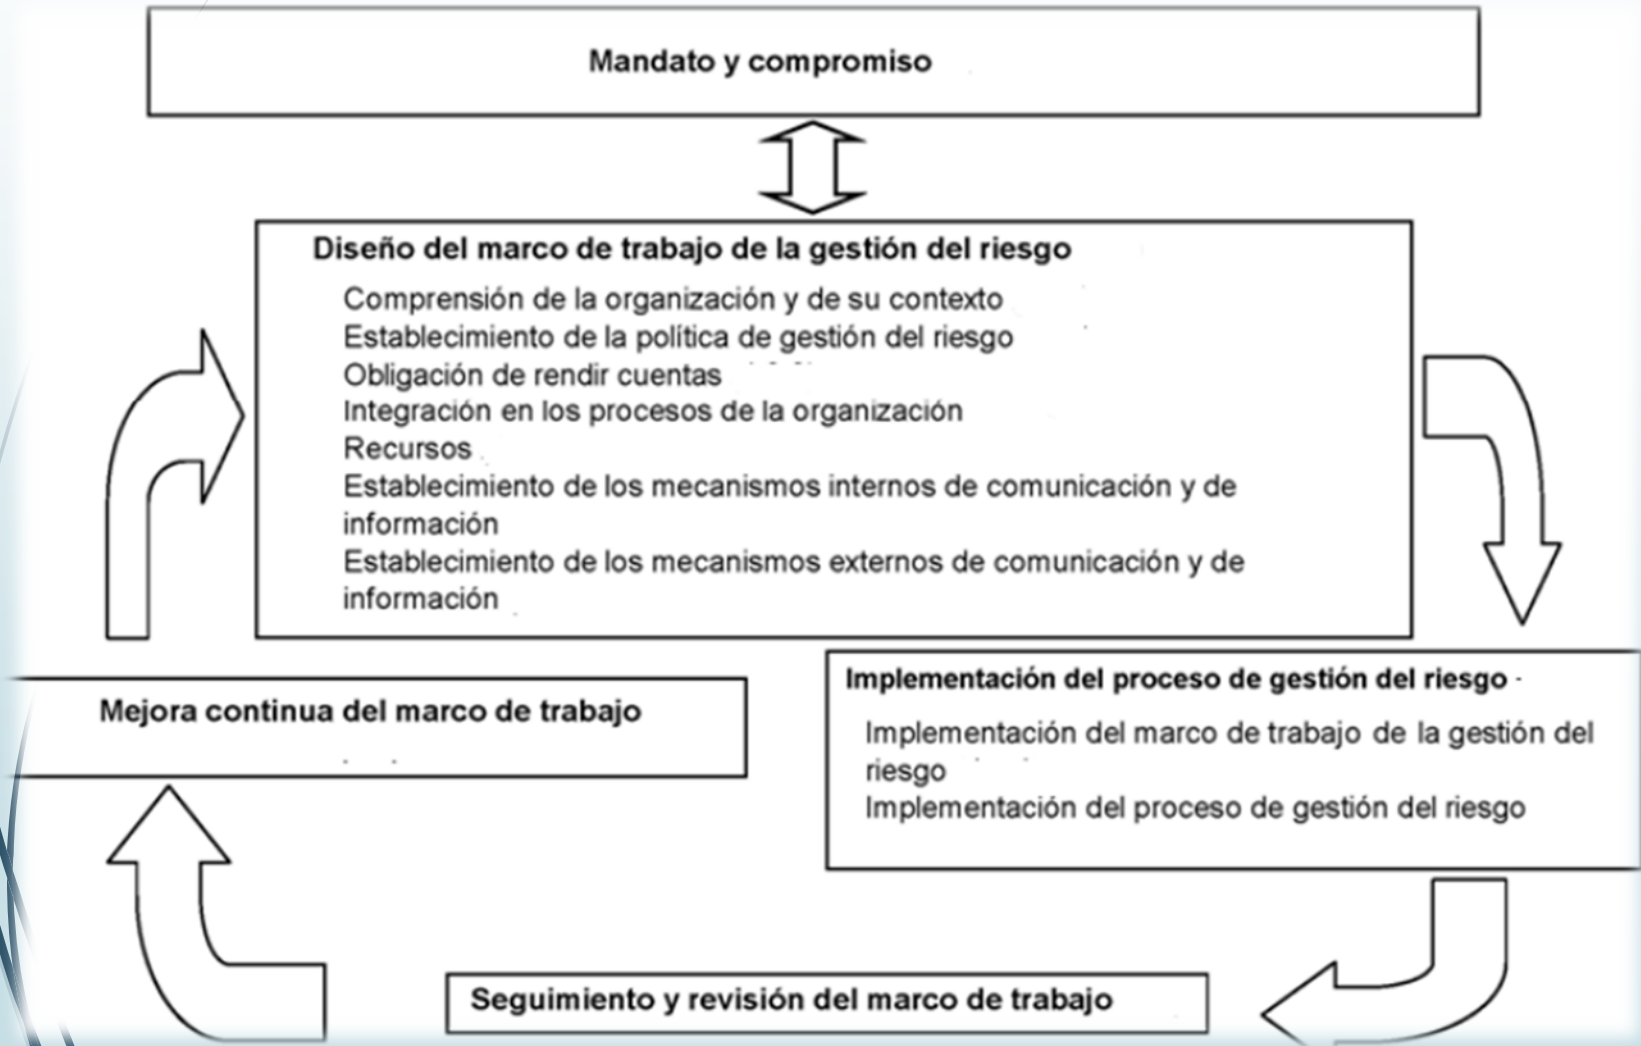 Mandato y compromiso
Diseño del marco de trabajo de la gestión del riesgo
Comprensión de la organización y de su contexto
Establecimiento de la política de gestión del riesgo
Obligación de rendir cuentas
Integración en los procesos de la organización
Recursos
Establecimiento de los mecanismos internos de comunicación y de
información
Establecimiento de los mecanismos externos de comunicación y de
información
Mejora continua del marco de trabajo
Implementación del proceso de gestión del riesgo
Implementación del marco de trabajo de la gestión del
riesgo
Implementación del proceso de gestión del riesgo
Seguimiento y revisión del marco de trabajo